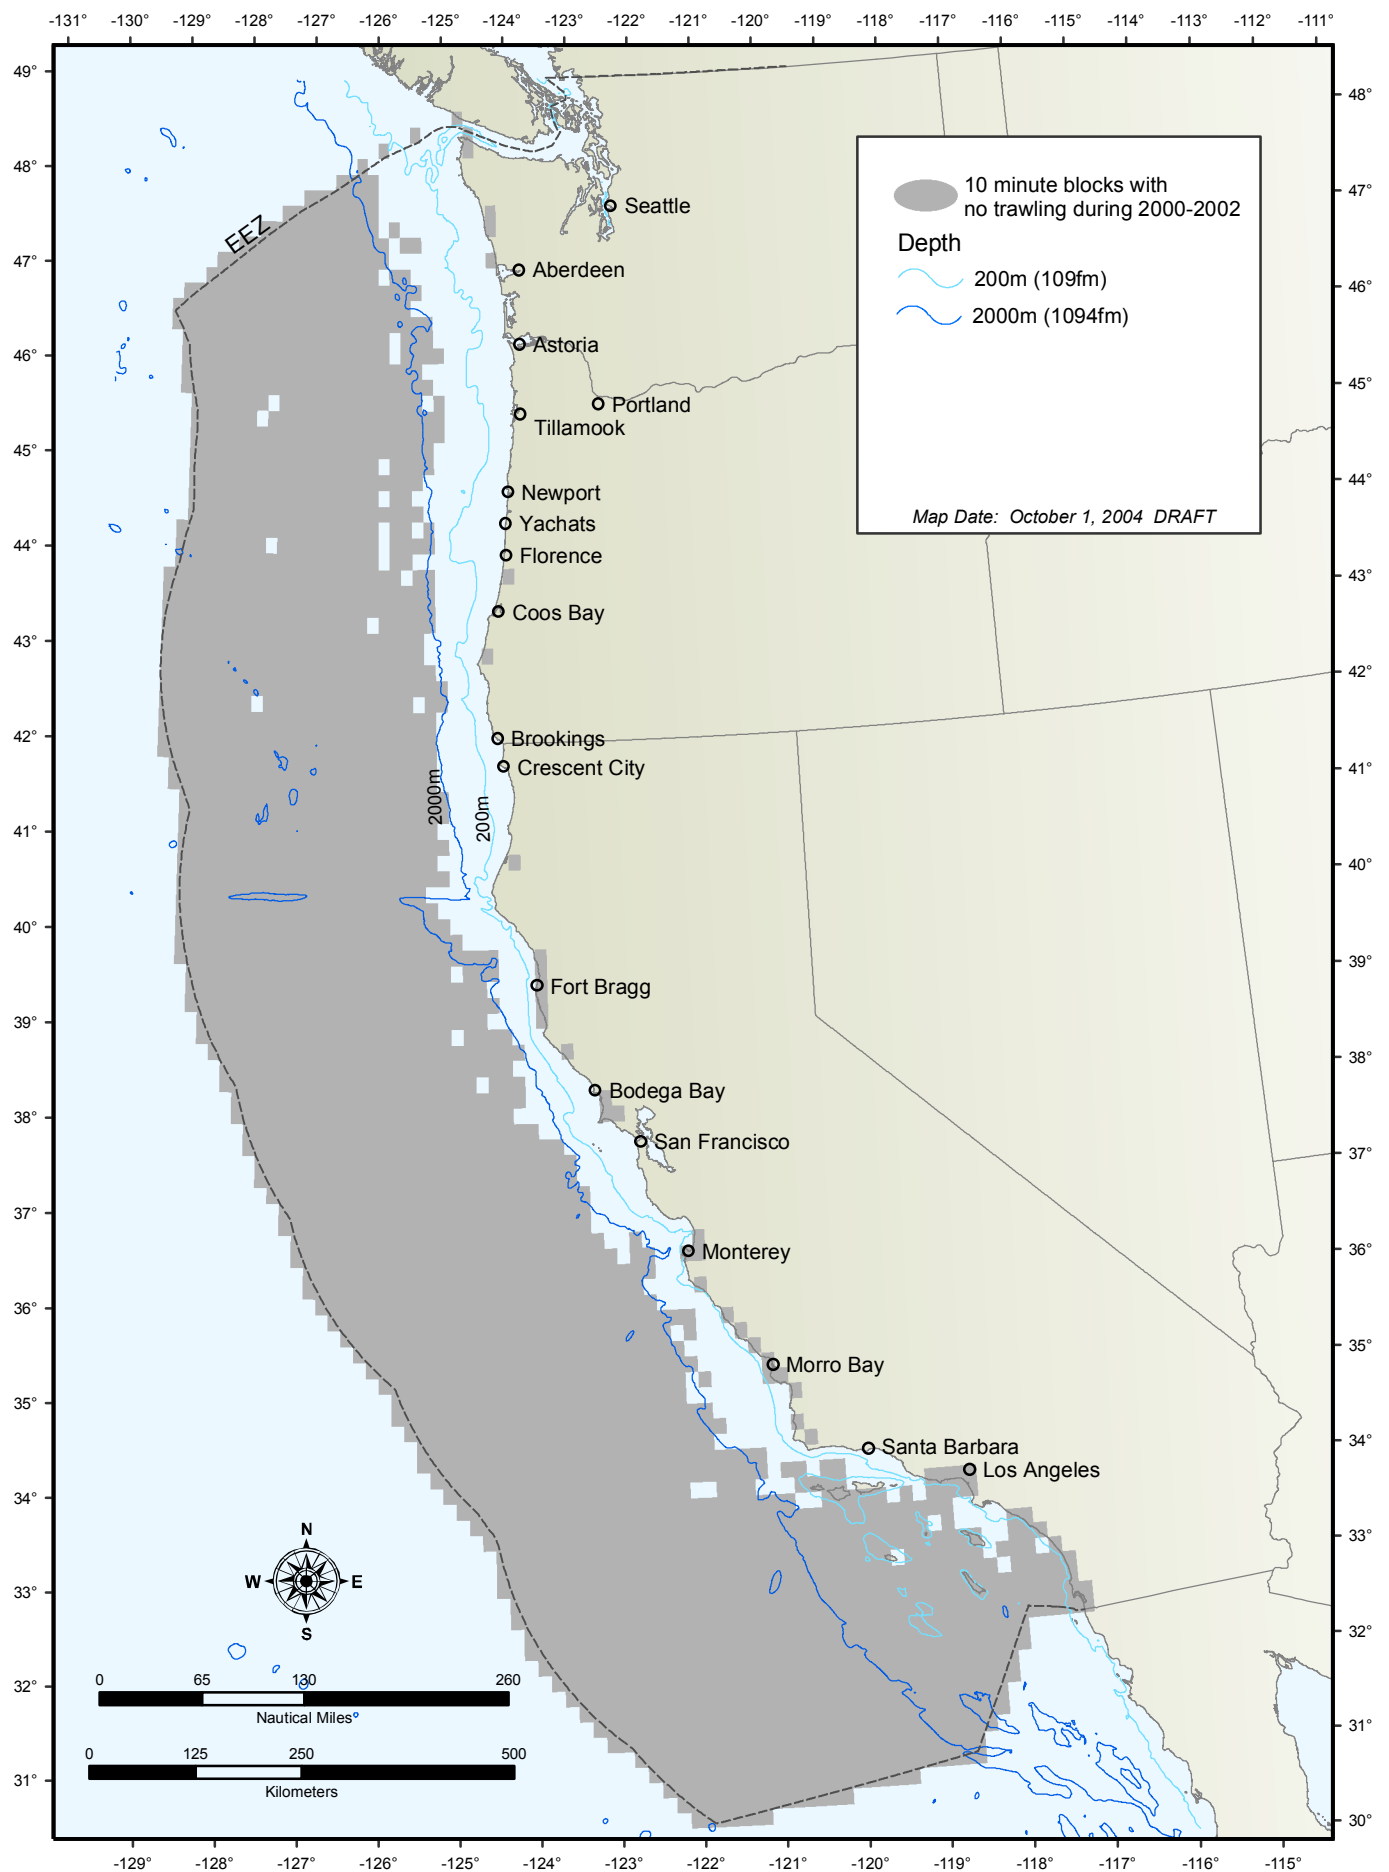 -131° -130° -129° -128° -127° -126° -125° -124° -123° -122° -121° -120° -119° -118° -117° -116° -115° -114° -113° -112° -111°
49°
48°
47°
46°
45°
44°
43°
42°
41°
40°
39°
38°
37°
36°
35°
34°
33°
32°
31°
48°
47°
46°
45°
44°
43°
42°
41°
40°
39°
38°
37°
36°
35°
34°
33°
32°
31°
30°
10 minute blocks with
no trawling during 2000-2002
Depth
200m (109fm)
2000m (1094fm)
Map Date: October 1, 2004 DRAFT
EEZ
Seattle
Aberdeen
Astoria
Portland
Tillamook
Newport
Yachats
Florence
Coos Bay
Brookings
Crescent City
2000m
200m
Fort Bragg
Bodega Bay
San Francisco
Monterey
Morro Bay
Santa Barbara
Los Angeles
N
W E
S
0 65 130 260
Nautical Miles
0 125 250 500
Kilometers
-129° -128° -127° -126° -125° -124° -123° -122° -121° -120° -119° -118° -117° -116° -115°